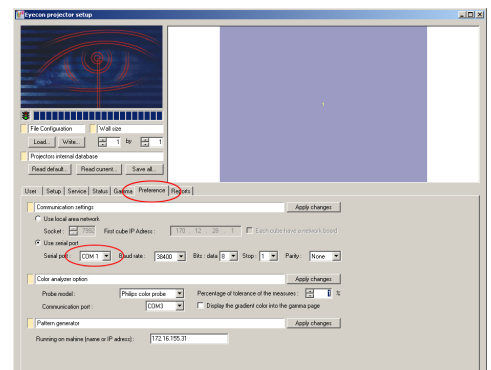 Eyecon projector setup
1
File Configuration Wall size
Load... Write... 1 by 1
Projectors internal database
Read default... Read current... Save all...
User Setup Service Status Gamma Preference Reports
Communication settings Apply changes
Use local area network
Socket : 7992 First cube IP Adress : 170 . 12 . 28 . 1 Each cube have a network board
Use serial port
Serial port : COM 1 Baud rate : 38400 Bits : data 8 Stop : 1 Parity : None
Color analyzer option Apply changes
Probe model : Philips color probe Percentage of tolerance of the measures : 1 %
Communication port : COM3 Display the gradient color into the gamma page
Pattern generator Apply changes
Running on mahine (name or IP adress) : 172.16.155.31